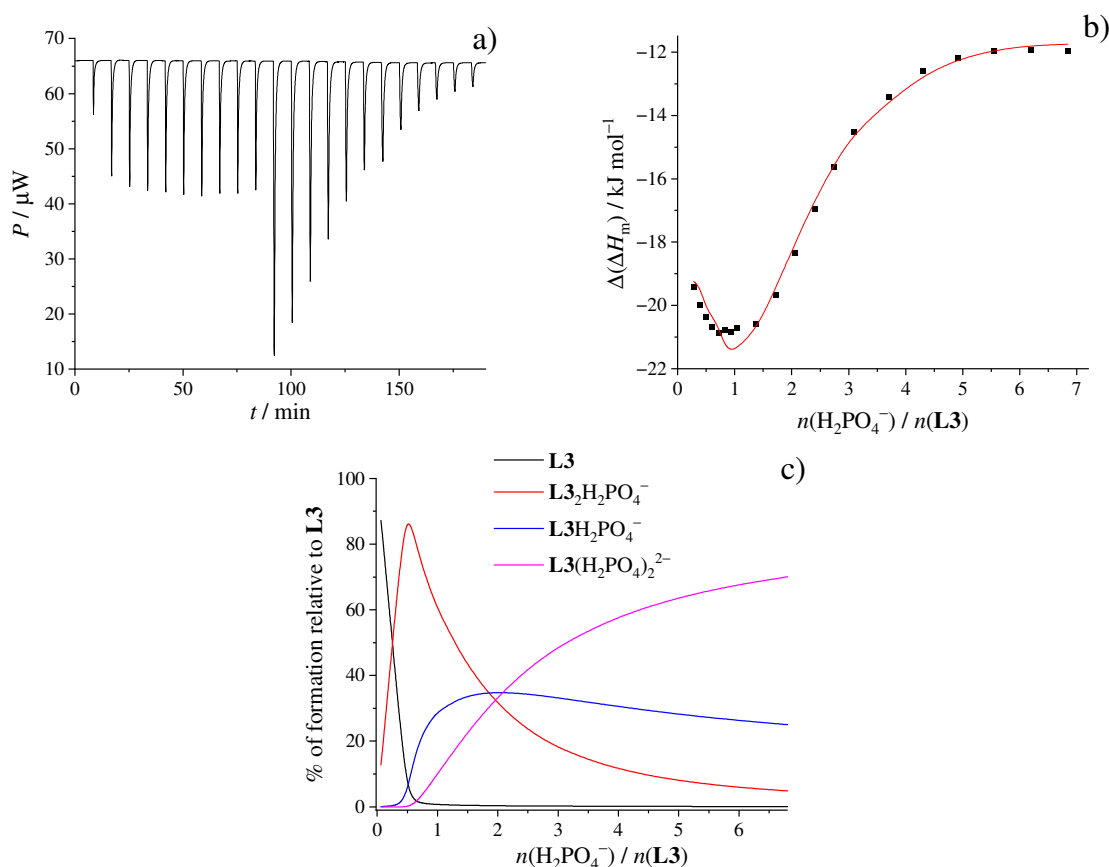 a)
70
60
50
40
30
20
10
P / μW
0
50
100
150
t / min
b)
−12
−14
−16
−18
−20
−22
Δ(ΔH_m) / kJ mol⁻¹
0
1
2
3
4
5
6
7
n(H₂PO₄⁻) / n(L3)
c)
L3
L3₂H₂PO₄⁻
L3H₂PO₄⁻
L3(H₂PO₄)₂²⁻
100
80
60
40
20
0
% of formation relative to L3
0
1
2
3
4
5
6
n(H₂PO₄⁻) / n(L3)